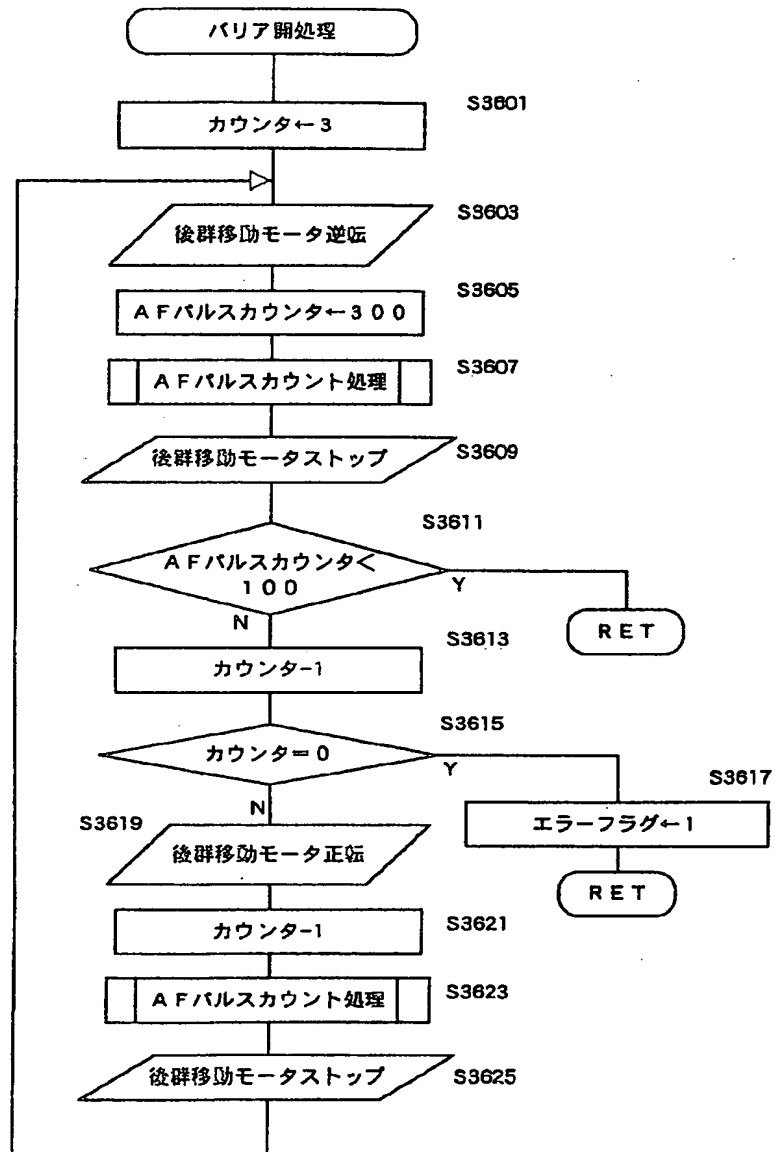 バリア開処理
S3601
カウンタ←3
S3603
後群移動モータ逆転
S3605
AFパルスカウンタ←300
S3607
AFパルスカウント処理
後群移動モータストップ
S3609
S3611
AFパルスカウンタ<
100
Y
N
RET
S3613
カウンタ-1
S3615
カウンタ=0
Y
S3617
N
S3619
エラーフラグ←1
後群移動モータ正転
RET
カウンタ-1
S3621
AFパルスカウント処理
S3623
後群移動モータストップ
S3625